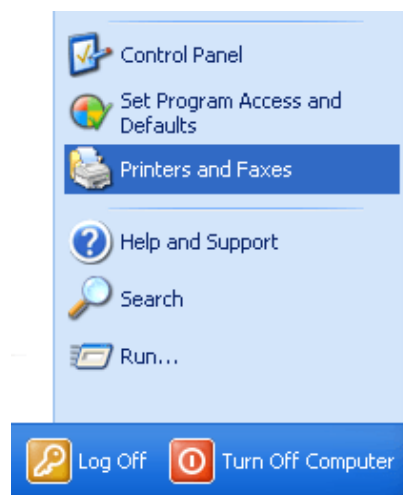 Control Panel
Set Program Access and
Defaults
Printers and Faxes
Help and Support
Search
Run...
Log Off
Turn Off Computer